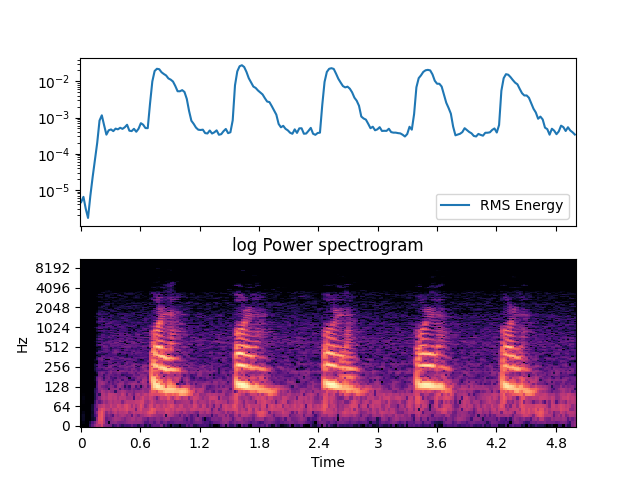 10⁻²
10⁻³
10⁻⁴
10⁻⁵
RMS Energy
log Power spectrogram
8192
4096
2048
1024
512
256
128
64
0
Hz
0 0.6 1.2 1.8 2.4 3 3.6 4.2 4.8
Time